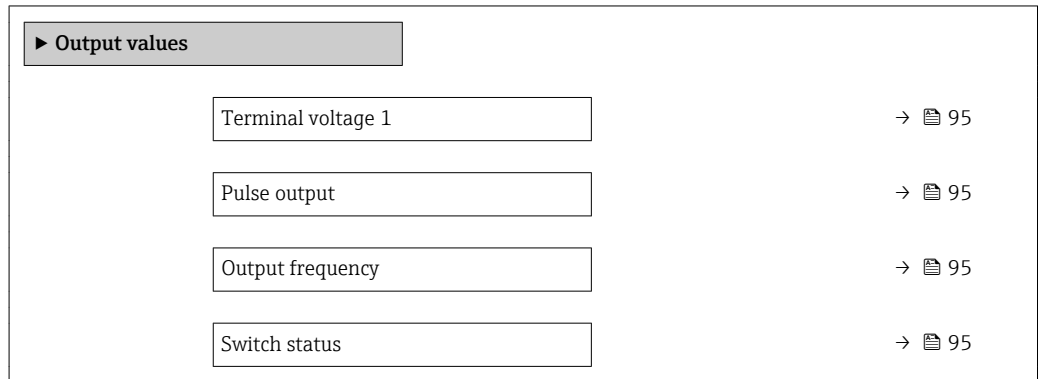 ▶ Output values
Terminal voltage 1 → 95
Pulse output → 95
Output frequency → 95
Switch status → 95